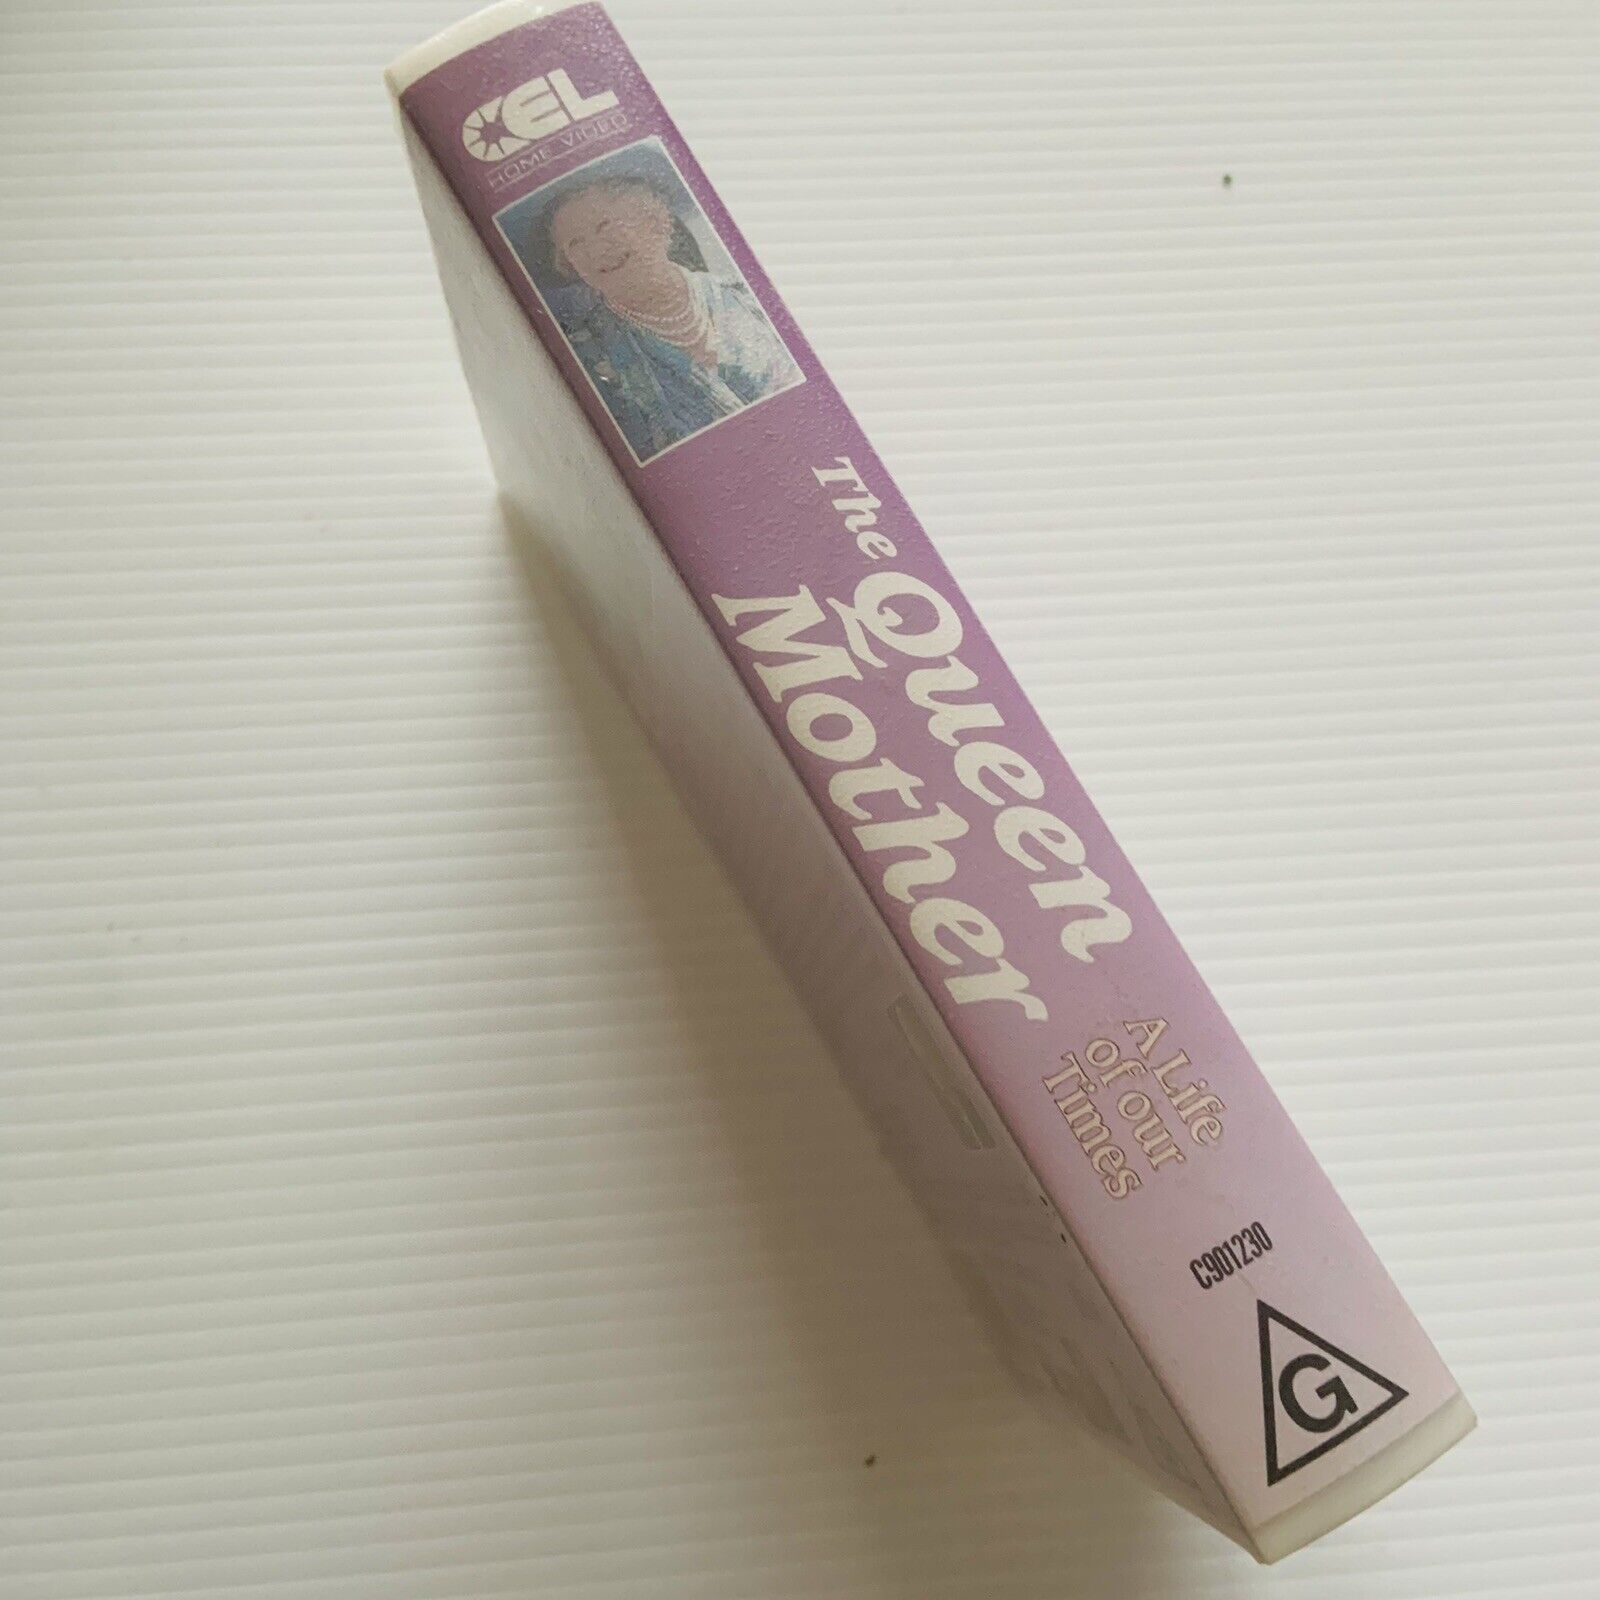 CEL
HOME VIDEO
The Queen
Mother
A Life
of our
Times
C901230
G